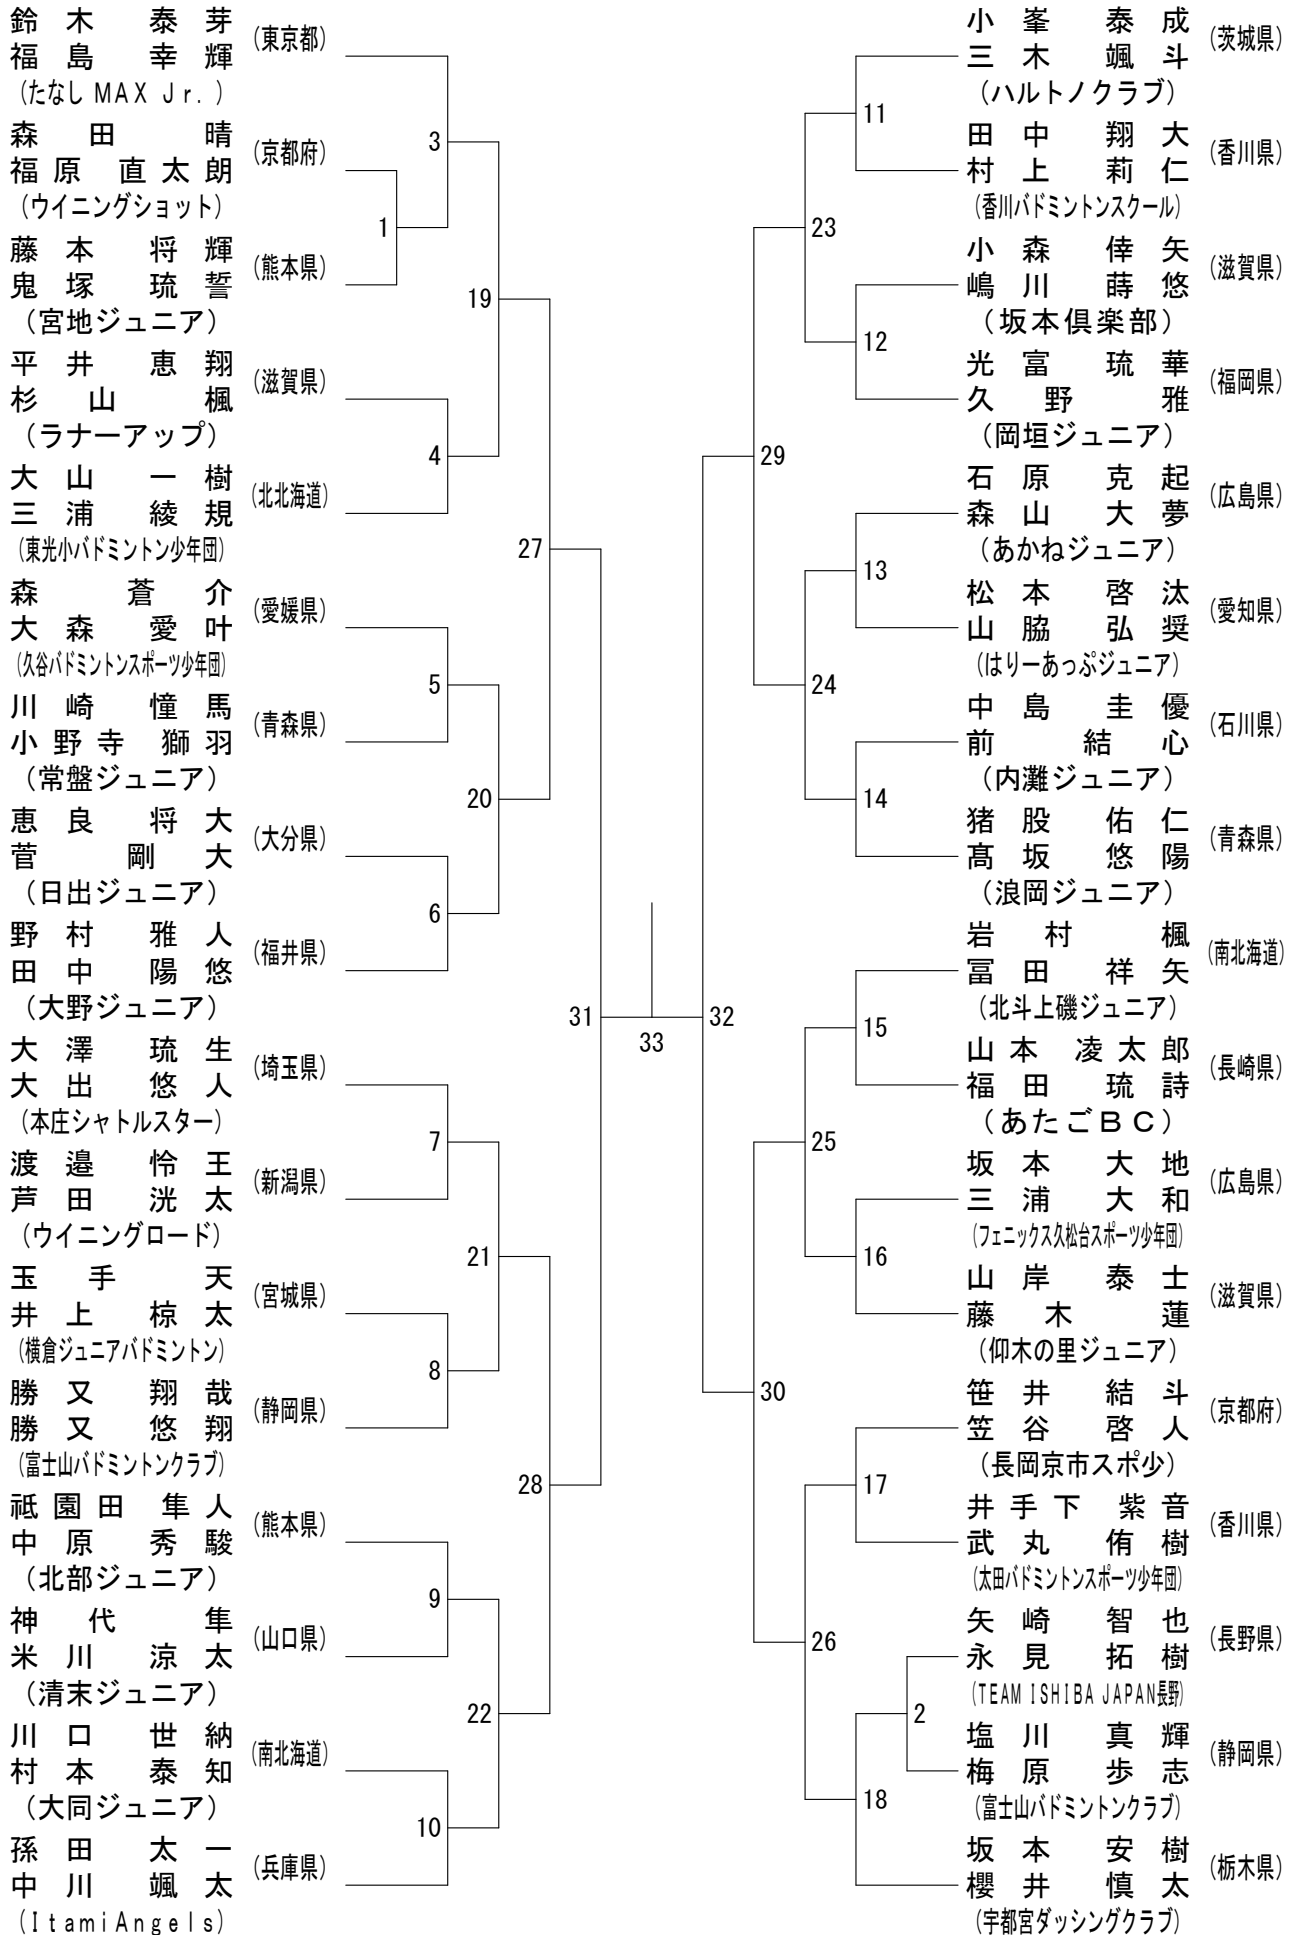 鈴木 泰芽
福島 幸輝
(東京都)
(たなし MAX Jr.)
森田 晴
福原 直太朗
(京都府)
(ウイニングショット)
藤本 将輝
鬼塚 琉誓
(熊本県)
(宮地ジュニア)
平井 恵翔
杉山 楓
(滋賀県)
(ラナーアップ)
大山 一樹
三浦 綾規
(北北海道)
(東光小バドミントン少年団)
森 蒼介
大森 愛叶
(愛媛県)
(久谷バドミントンスポーツ少年団)
川崎 憧馬
小野寺 獅羽
(青森県)
(常盤ジュニア)
恵良 将大
菅 剛大
(大分県)
(日出ジュニア)
野村 雅人
田中 陽悠
(福井県)
(大野ジュニア)
大澤 琉生
大出 悠人
(埼玉県)
(本庄シャトルスター)
渡邉 怜王
芦田 洸太
(新潟県)
(ウイニングロード)
玉手 天
井上 椋太
(宮城県)
(横倉ジュニアバドミントン)
勝又 翔哉
勝又 悠翔
(静岡県)
(富士山バドミントンクラブ)
祗園田 隼人
中原 秀駿
(熊本県)
(北部ジュニア)
神代 隼
米川 涼太
(山口県)
(清末ジュニア)
川口 世納
村本 泰知
(南北海道)
(大同ジュニア)
孫田 太一
中川 颯太
(兵庫県)
(ItamiAngels)
1
3
4
5
6
7
8
9
10
19
20
21
22
27
28
31
33
32
29
30
23
24
25
26
11
12
13
14
15
16
17
18
2
小峯 泰成
三木 颯斗
(茨城県)
(ハルトノクラブ)
田中 翔大
村上 莉仁
(香川県)
(香川バドミントンスクール)
小森 倖矢
嶋川 蒔悠
(滋賀県)
(坂本倶楽部)
光富 琉華
久野 雅
(福岡県)
(岡垣ジュニア)
石原 克起
森山 大夢
(広島県)
(あかねジュニア)
松本 啓汰
山脇 弘奨
(愛知県)
(はりーあっぷジュニア)
中島 圭優
前 結心
(石川県)
(内灘ジュニア)
猪股 佑仁
髙坂 悠陽
(青森県)
(浪岡ジュニア)
岩村 楓
冨田 祥矢
(南北海道)
(北斗上磯ジュニア)
山本 凌太郎
福田 琉詩
(長崎県)
(あたごBC)
坂本 大地
三浦 大和
(広島県)
(フェニックス久松台スポーツ少年団)
山岸 泰士
藤木 蓮
(滋賀県)
(仰木の里ジュニア)
笹井 結斗
笠谷 啓人
(京都府)
(長岡京市スポ少)
井手下 紫音
武丸 侑樹
(香川県)
(太田バドミントンスポーツ少年団)
矢崎 智也
永見 拓樹
(長野県)
(TEAM ISHIBA JAPAN長野)
塩川 真輝
梅原 歩志
(静岡県)
(富士山バドミントンクラブ)
坂本 安樹
櫻井 慎太
(栃木県)
(宇都宮ダッシングクラブ)